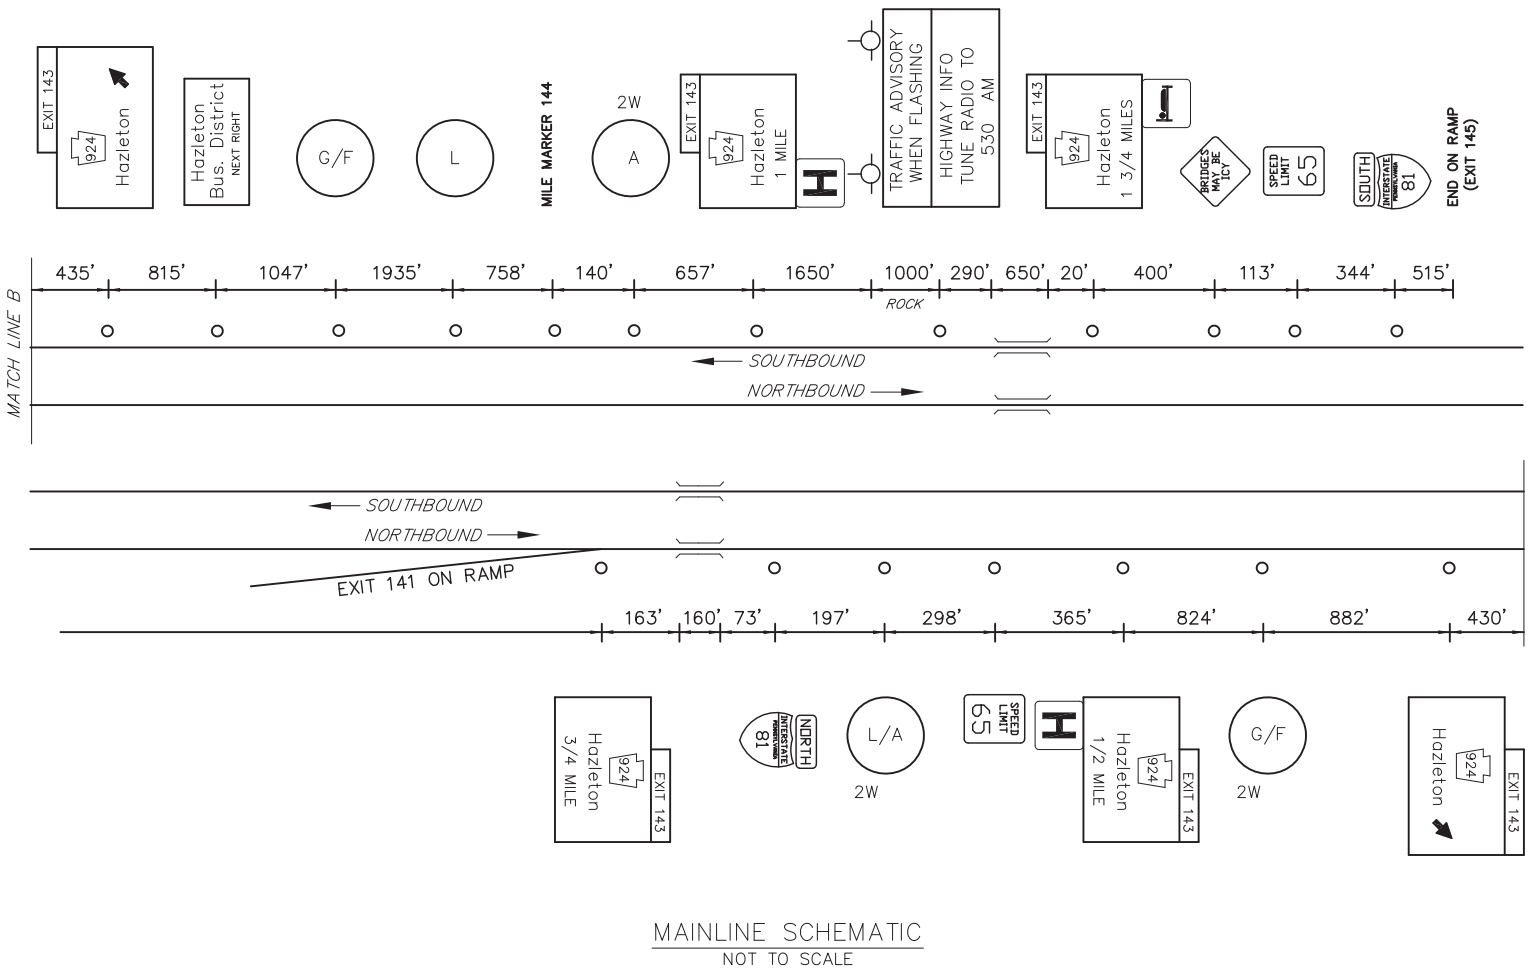 EXIT 143
924
Hazleton
Hazleton
Bus. District
NEXT RIGHT
G/F
L
MILE MARKER 144
2W
A
EXIT 143
924
Hazleton
1 MILE
H
TRAFFIC ADVISORY
WHEN FLASHING
HIGHWAY INFO
TUNE RADIO TO
530 AM
EXIT 143
924
Hazleton
1 3/4 MILES
BRIDGES
MAY BE
ICY
SPEED
LIMIT
65
SOUTH
INTERSTATE
PENNSYLVANIA
81
END ON RAMP
(EXIT 145)
435' 815' 1047' 1935' 758' 140' 657' 1650' 1000' 290' 650' 20' 400' 113' 344' 515'
ROCK
MATCH LINE B
SOUTHBOUND
NORTHBOUND
SOUTHBOUND
NORTHBOUND
EXIT 141 ON RAMP
163' 160' 73' 197' 298' 365' 824' 882' 430'
EXIT 143
924
Hazleton
3/4 MILE
NORTH
INTERSTATE
PENNSYLVANIA
81
L/A
2W
SPEED
LIMIT
65
H
EXIT 143
924
Hazleton
1/2 MILE
G/F
2W
EXIT 143
924
Hazleton
MAINLINE SCHEMATIC
NOT TO SCALE